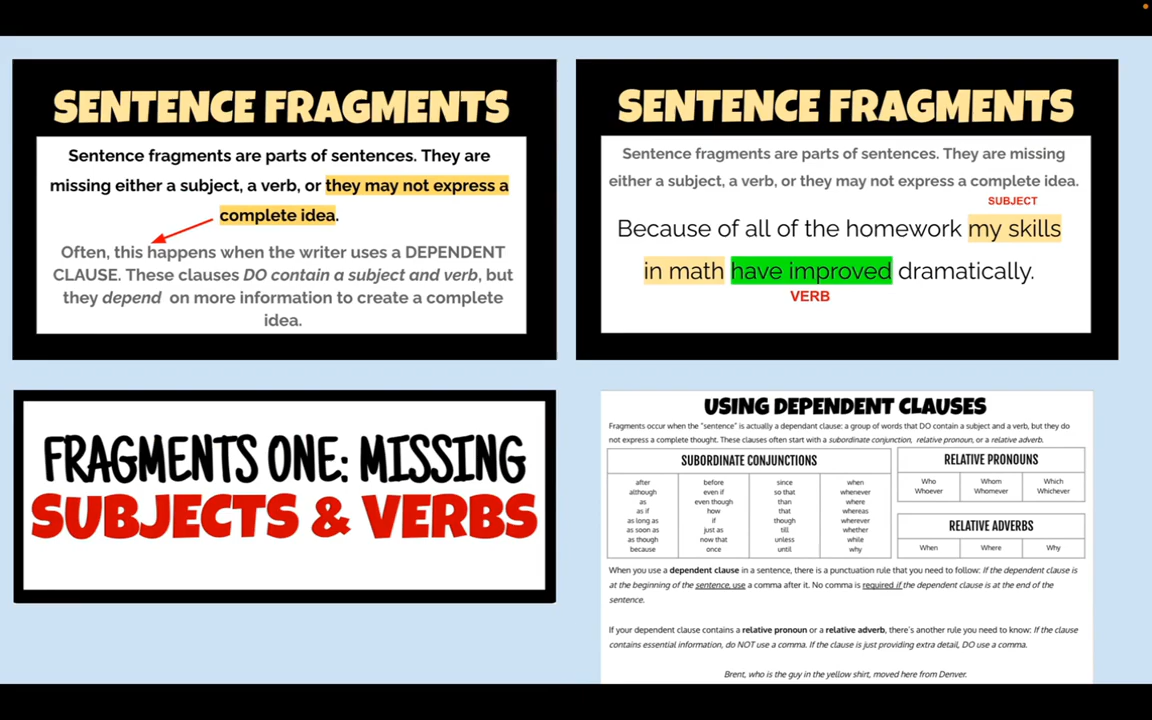 SENTENCE FRAGMENTS
Sentence fragments are parts of sentences. They are
missing either a subject, a verb, or they may not express a
complete idea.
Often, this happens when the writer uses a DEPENDENT
CLAUSE. These clauses DO contain a subject and verb, but
they depend on more information to create a complete
idea.
SENTENCE FRAGMENTS
Sentence fragments are parts of sentences. They are missing
either a subject, a verb, or they may not express a complete idea.
SUBJECT
Because of all of the homework my skills
in math have improved dramatically.
VERB
FRAGMENTS ONE: MISSING
SUBJECTS & VERBS
USING DEPENDENT CLAUSES
Fragments occur when the "sentence" is actually a dependant clause: a group of words that DO contain a subject and a verb, but they do
not express a complete thought. These clauses often start with a subordinate conjunction, relative pronoun, or a relative adverb.
SUBORDINATE CONJUNCTIONS
after
although
as
as if
as long as
as soon as
as though
because
before
even if
even though
how
if
just as
now that
once
since
so that
than
that
though
till
unless
until
when
whenever
where
whereas
wherever
whether
while
why
RELATIVE PRONOUNS
Who
Whoever
Whom
Whomever
Which
Whichever
RELATIVE ADVERBS
When
Where
Why
When you use a dependent clause in a sentence, there is a punctuation rule that you need to follow: If the dependent clause is
at the beginning of the sentence, use a comma after it. No comma is required if the dependent clause is at the end of the
sentence.
If your dependent clause contains a relative pronoun or a relative adverb, there's another rule you need to know: If the clause
contains essential information, do NOT use a comma. If the clause is just providing extra detail, DO use a comma.
Brent, who is the guy in the yellow shirt, moved here from Denver.